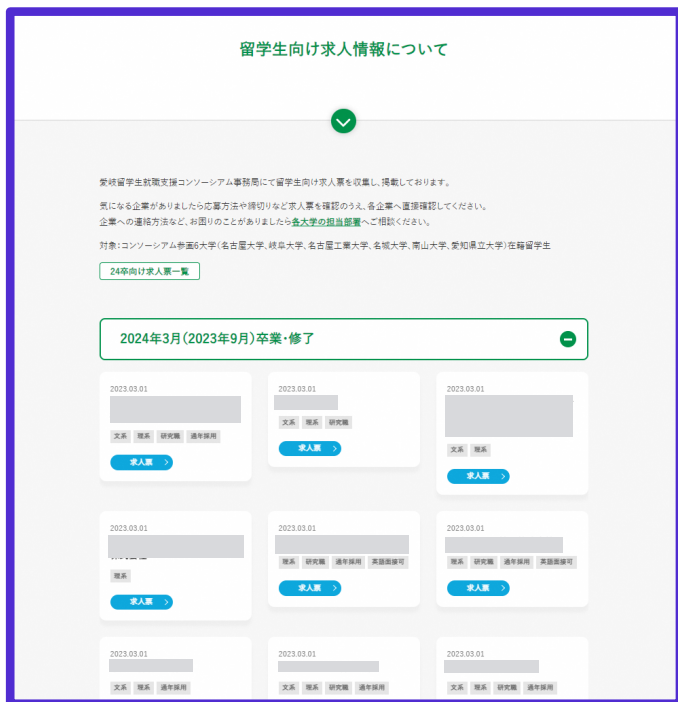 留学生向け求人情報について
愛岐留学生就職支援コンソーシアム事務局にて留学生向け求人票を収集し、掲載しております。
気になる企業がありましたら応募方法や締切りなど求人票を確認のうえ、各企業へ直接確認してください。
企業への連絡方法など、お困りのことがありましたら各大学の担当部署へご相談ください。
対象：コンソーシアム参画6大学（名古屋大学、岐阜大学、名古屋工業大学、名城大学、南山大学、愛知県立大学）在籍留学生
24卒向け求人票一覧
2024年3月（2023年9月）卒業・修了
2023.03.01
文系 理系 研究職 通年採用
求人票
2023.03.01
文系 理系 研究職
求人票
2023.03.01
文系 理系
求人票
2023.03.01
理系
求人票
2023.03.01
理系 研究職 通年採用 英語面接可
求人票
2023.03.01
理系 研究職 通年採用 英語面接可
求人票
2023.03.01
文系 理系 通年採用
2023.03.01
文系 理系 研究職 通年採用
2023.03.01
文系 理系 研究職 通年採用